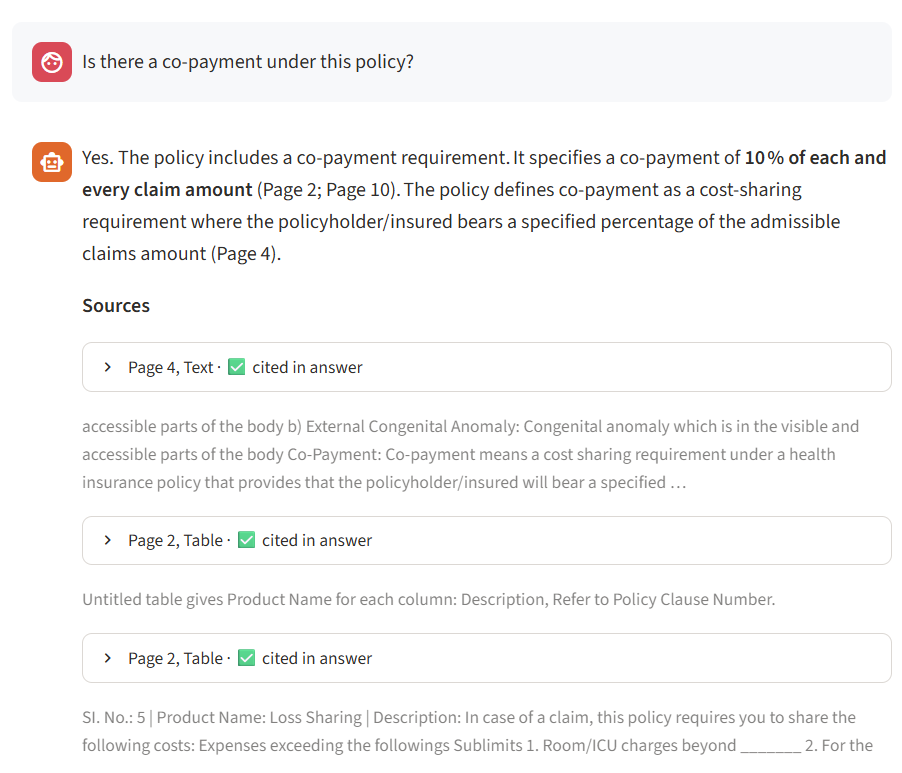 Is there a co-payment under this policy?
Yes. The policy includes a co-payment requirement. It specifies a co-payment of 10% of each and
every claim amount (Page 2; Page 10). The policy defines co-payment as a cost-sharing
requirement where the policyholder/insured bears a specified percentage of the admissible
claims amount (Page 4).
Sources
Page 4, Text · ✅ cited in answer
accessible parts of the body b) External Congenital Anomaly: Congenital anomaly which is in the visible and
accessible parts of the body Co-Payment: Co-payment means a cost sharing requirement under a health
insurance policy that provides that the policyholder/insured will bear a specified …
Page 2, Table · ✅ cited in answer
Untitled table gives Product Name for each column: Description, Refer to Policy Clause Number.
Page 2, Table · ✅ cited in answer
SI. No.: 5 | Product Name: Loss Sharing | Description: In case of a claim, this policy requires you to share the
following costs: Expenses exceeding the followings Sublimits 1. Room/ICU charges beyond _______ 2. For the